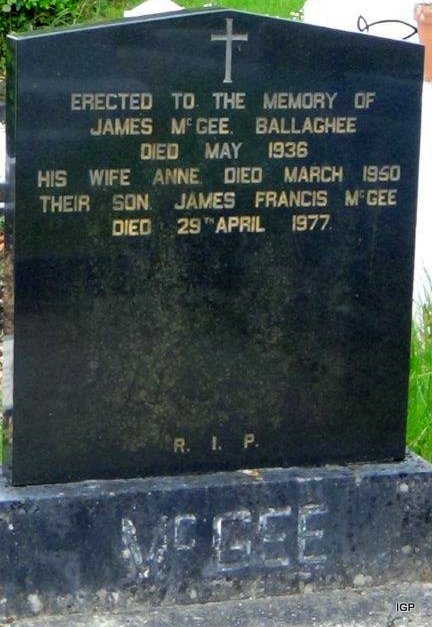 ERECTED TO THE MEMORY OF
JAMES McGEE, BALLAGHEE
DIED MAY 1936
HIS WIFE ANNE, DIED MARCH 1950
THEIR SON, JAMES FRANCIS McGEE
DIED 29TH APRIL 1977.
R. I. P.
McGEE
IGP